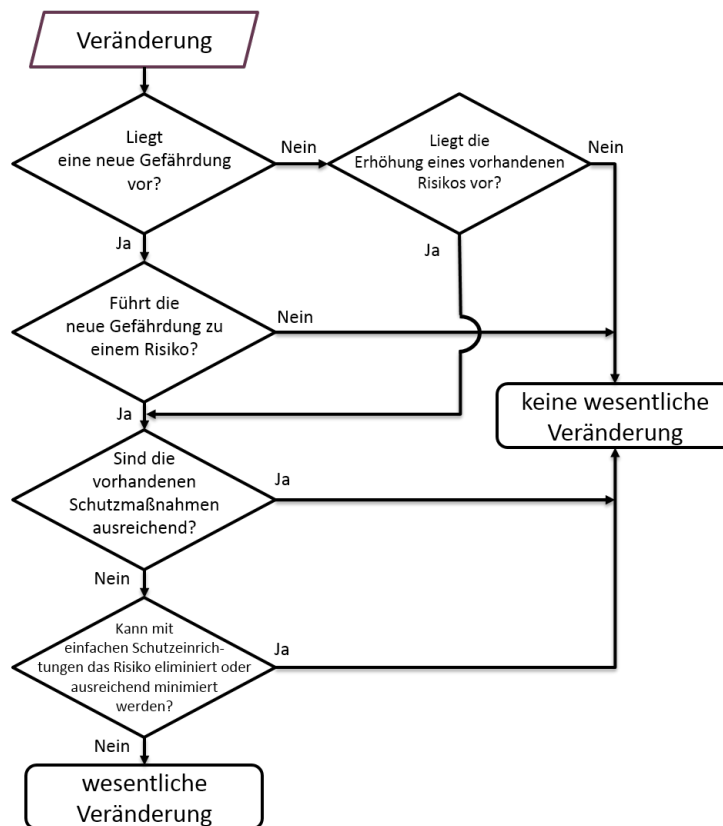 Veränderung
Liegt
eine neue Gefährdung
vor?
Nein
Liegt die
Erhöhung eines vorhandenen
Risikos vor?
Nein
Ja
Ja
Führt die
neue Gefährdung zu
einem Risiko?
Nein
keine wesentliche
Veränderung
Ja
Sind die
vorhandenen
Schutzmaßnahmen
ausreichend?
Ja
Nein
Kann mit
einfachen Schutzeinrich-
tungen das Risiko eliminiert oder
ausreichend minimiert
werden?
Ja
Nein
wesentliche
Veränderung